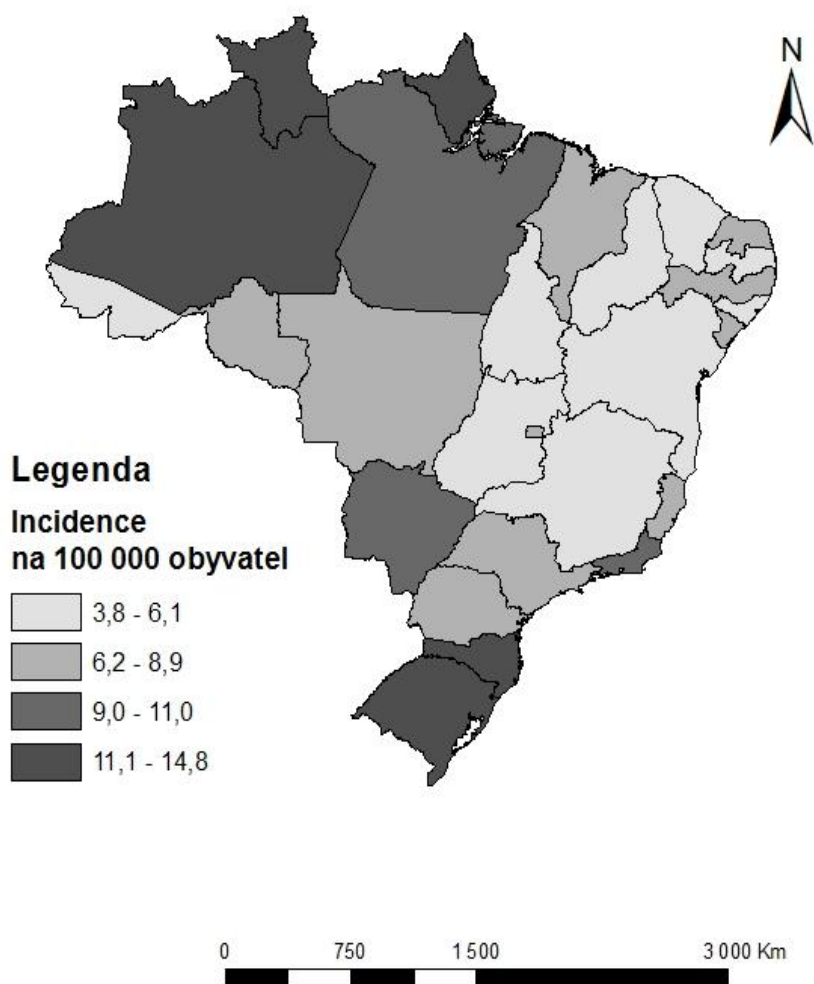 N
Legenda
Incidence
na 100 000 obyvatel
3,8 - 6,1
6,2 - 8,9
9,0 - 11,0
11,1 - 14,8
0 750 1 500 3 000 Km